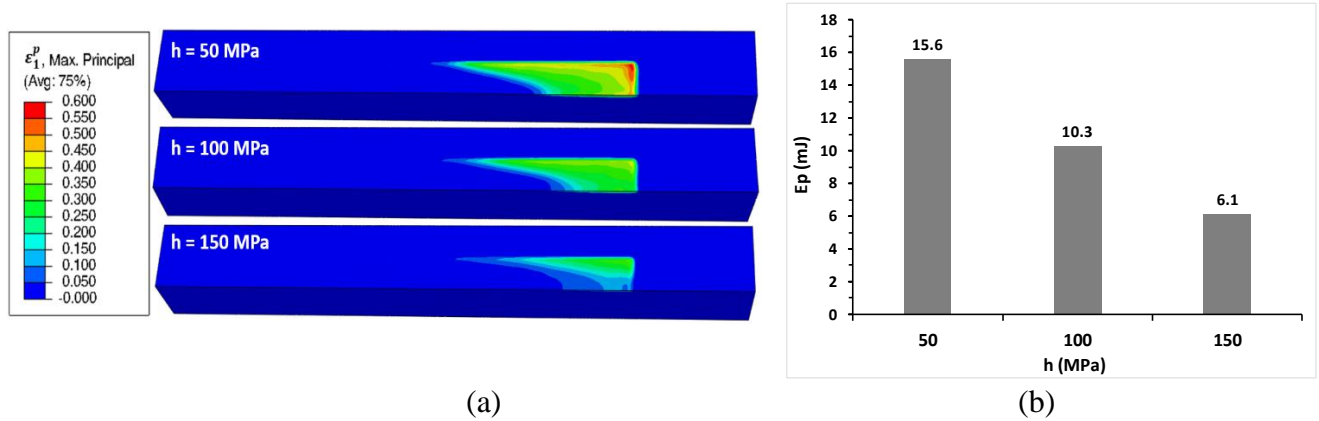 ε₁ᵖ, Max. Principal
(Avg: 75%)
0.600
0.550
0.450
0.400
0.350
0.300
0.250
0.200
0.150
0.100
0.050
-0.000
h = 50 MPa
h = 100 MPa
h = 150 MPa
(a)
Ep (mJ)
18
16
14
12
10
8
6
4
2
0
15.6
10.3
6.1
50 100 150
h (MPa)
(b)